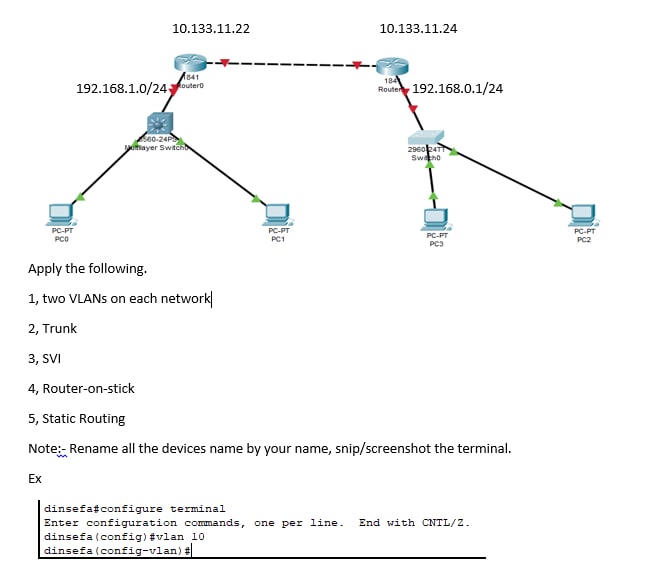 10.133.11.22
10.133.11.24
1841
Router0
184
Router
192.168.1.0/24
192.168.0.1/24
3560-24PS
Multilayer Switch0
2960-24TT
Switch0
PC-PT
PC0
PC-PT
PC1
PC-PT
PC3
PC-PT
PC2
Apply the following.
1, two VLANs on each network
2, Trunk
3, SVI
4, Router-on-stick
5, Static Routing
Note:- Rename all the devices name by your name, snip/screenshot the terminal.
Ex
dinsefa#configure terminal
Enter configuration commands, one per line. End with CNTL/Z.
dinsefa(config)#vlan 10
dinsefa(config-vlan)#